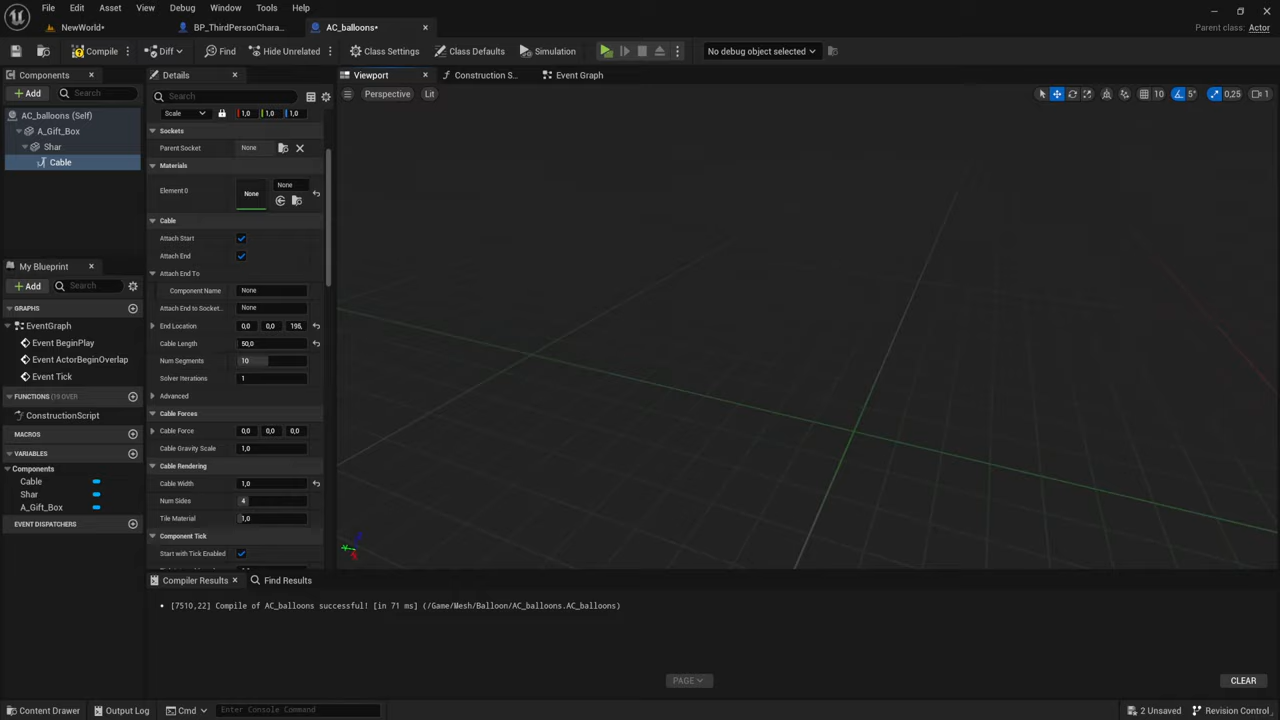 File Edit Asset View Debug Window Tools Help
NewWorld• BP_ThirdPersonChara... AC_balloons•
Parent class: Actor
Compile Diff Find Hide Unrelated Class Settings Class Defaults Simulation No debug object selected
Components Details Viewport Construction S... Event Graph
Add Search
Search
Perspective Lit
10 5° 0,25 1
AC_balloons (Self)
A_Gift_Box
Shar
Cable
Scale 1,0 1,0 1,0
Sockets
Parent Socket None
Materials
Element 0 None None
Cable
Attach Start
Attach End
Attach End To
Component Name None
Attach End to Socket... None
End Location 0,0 0,0 195,
Cable Length 50,0
Num Segments 10
Solver Iterations 1
Advanced
Cable Forces
Cable Force 0,0 0,0 0,0
Cable Gravity Scale 1,0
Cable Rendering
Cable Width 1,0
Num Sides 4
Tile Material 1,0
Component Tick
Start with Tick Enabled
My Blueprint
Add Search
GRAPHS
EventGraph
Event BeginPlay
Event ActorBeginOverlap
Event Tick
FUNCTIONS (19 OVER
ConstructionScript
MACROS
VARIABLES
Components
Cable
Shar
A_Gift_Box
EVENT DISPATCHERS
Compiler Results Find Results
[7510,22] Compile of AC_balloons successful! [in 71 ms] (/Game/Mesh/Balloon/AC_balloons.AC_balloons)
PAGE
CLEAR
Content Drawer Output Log Cmd Enter Console Command 2 Unsaved Revision Control